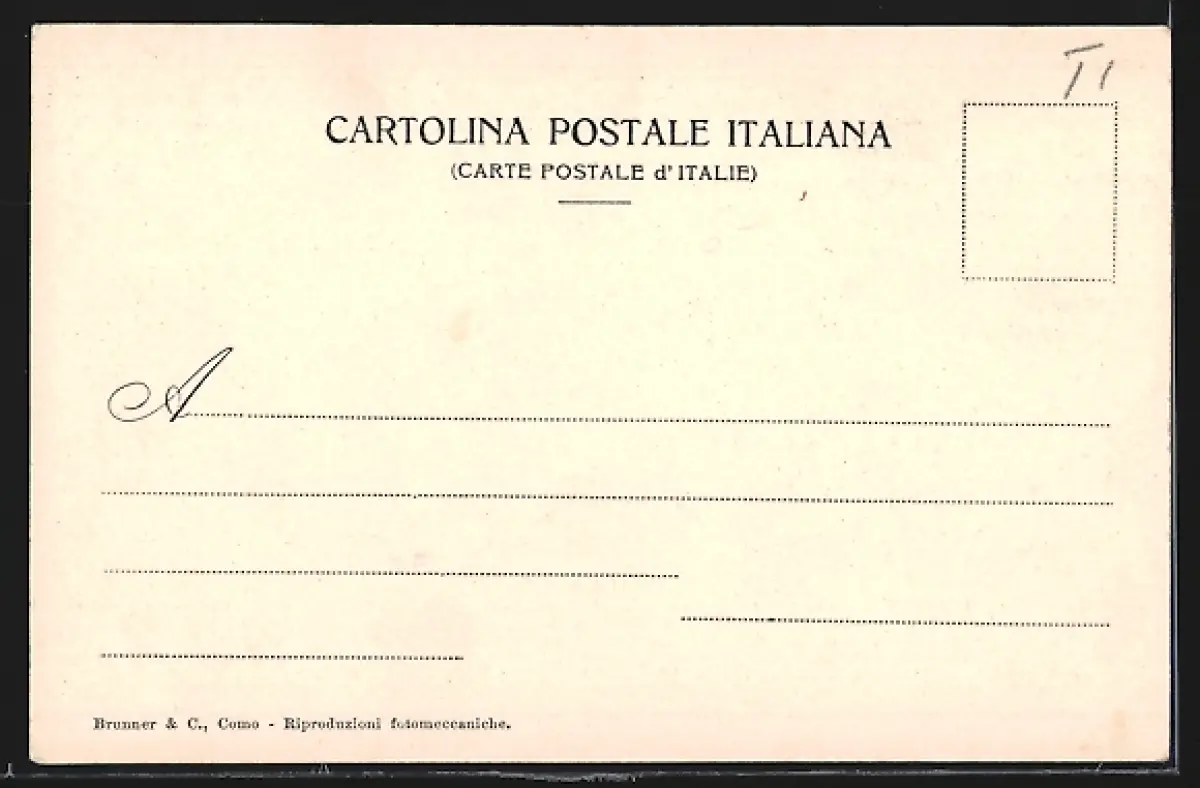 TI
CARTOLINA POSTALE ITALIANA
(CARTE POSTALE d'ITALIE)
A
Brunner & C., Como - Riproduzioni fotomeccaniche.